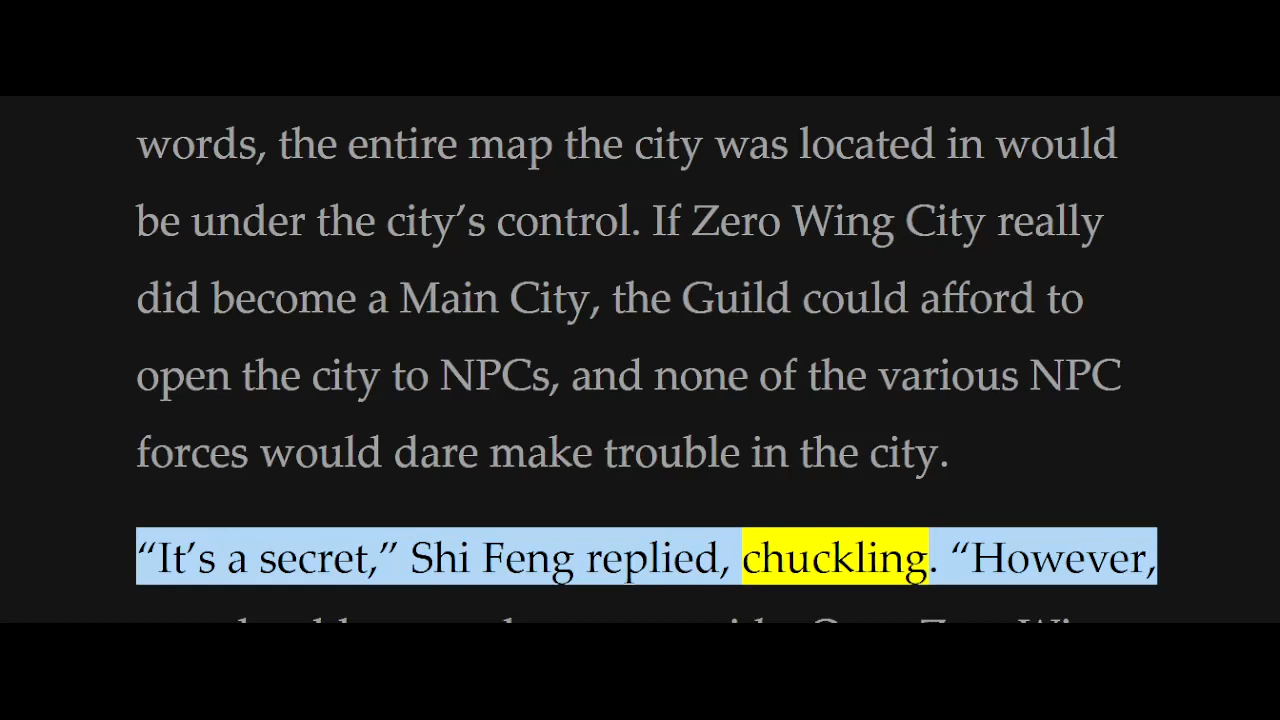 words, the entire map the city was located in would
be under the city’s control. If Zero Wing City really
did become a Main City, the Guild could afford to
open the city to NPCs, and none of the various NPC
forces would dare make trouble in the city.
“It’s a secret,” Shi Feng replied, chuckling. “However,